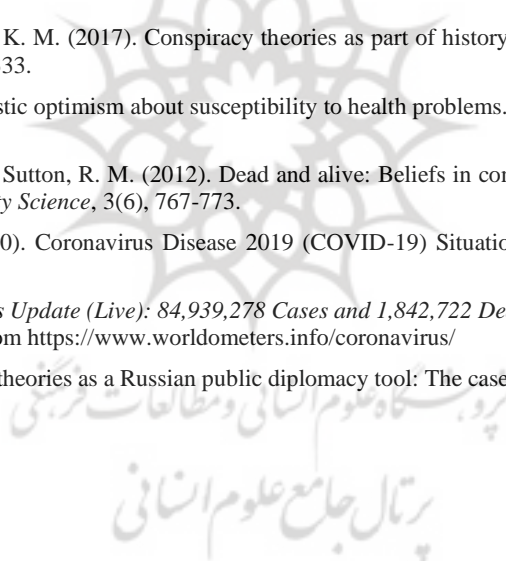 K. M. (2017). Conspiracy theories as part of history
33.
stic optimism about susceptibility to health problems.
Sutton, R. M. (2012). Dead and alive: Beliefs in con
ty Science, 3(6), 767-773.
0). Coronavirus Disease 2019 (COVID-19) Situatio
s Update (Live): 84,939,278 Cases and 1,842,722 De
om https://www.worldometers.info/coronavirus/
theories as a Russian public diplomacy tool: The case
پژوهشگاه علوم انسانی و مطالعات فرهنگی
پرتال جامع علوم انسانی